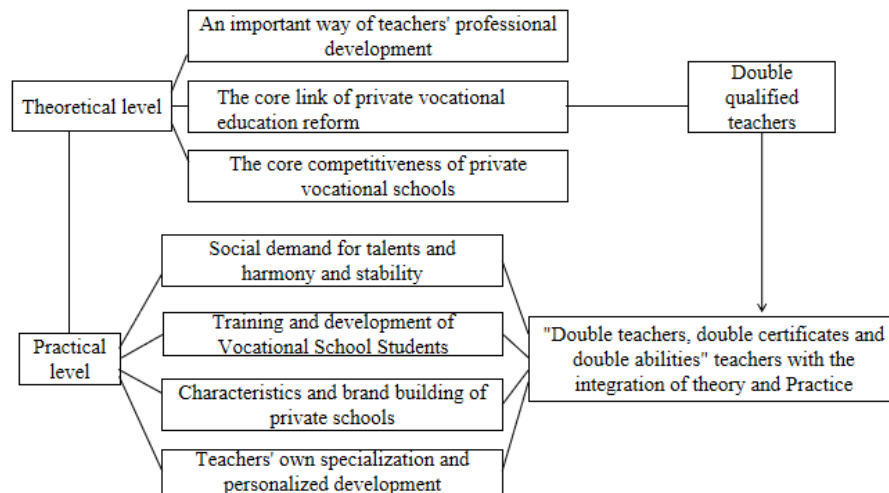 An important way of teachers' professional
development
Theoretical level
The core link of private vocational
education reform
Double
qualified
teachers
The core competitiveness of private
vocational schools
Social demand for talents and
harmony and stability
Training and development of
Vocational School Students
Practical
level
"Double teachers, double certificates and
double abilities" teachers with the
integration of theory and Practice
Characteristics and brand building of
private schools
Teachers' own specialization and
personalized development